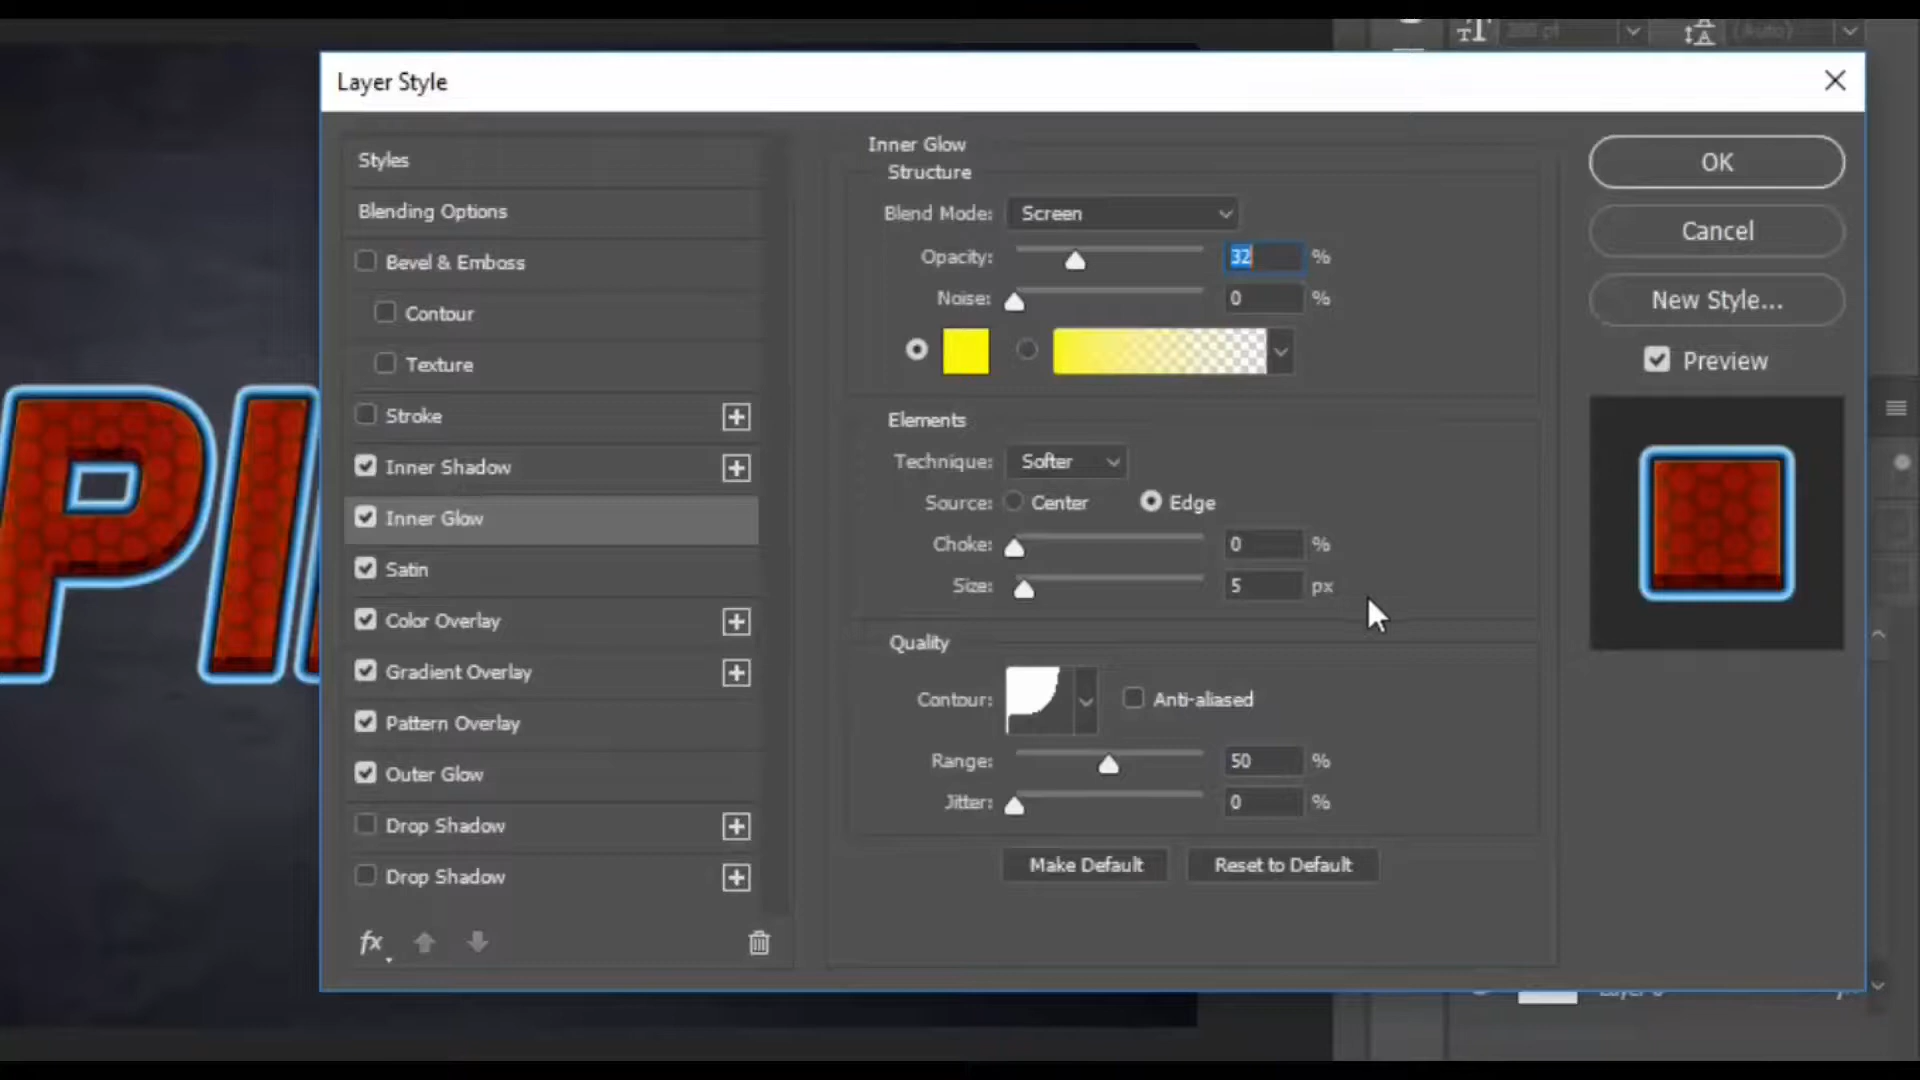 (Auto)
Layer Style
Styles
Blending Options
Bevel & Emboss
Contour
Texture
Stroke
Inner Shadow
Inner Glow
Satin
Color Overlay
Gradient Overlay
Pattern Overlay
Outer Glow
Drop Shadow
Drop Shadow
fx
Inner Glow
Structure
Blend Mode: Screen
Opacity: 32 %
Noise: 0 %
Elements
Technique: Softer
Source: Center Edge
Choke: 0 %
Size: 5 px
Quality
Contour: Anti-aliased
Range: 50 %
Jitter: 0 %
Make Default Reset to Default
OK
Cancel
New Style...
Preview